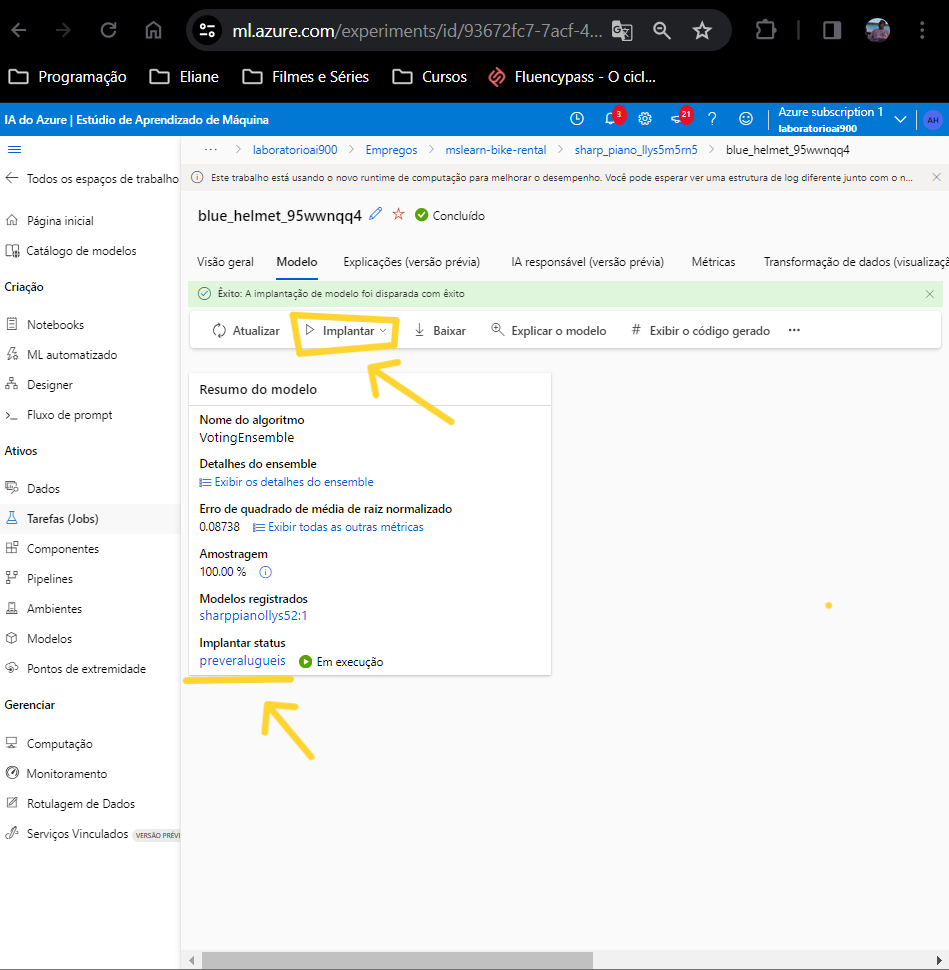 ml.azure.com/experiments/id/93672fc7-7acf-4...
Programação
Eliane
Filmes e Séries
Cursos
Fluencypass - O cicl...
IA do Azure | Estúdio de Aprendizado de Máquina
3
21
?
Azure subscription 1
laboratorioai900
AH
Todos os espaços de trabalho
Página inicial
Catálogo de modelos
Criação
Notebooks
ML automatizado
Designer
Fluxo de prompt
Ativos
Dados
Tarefas (Jobs)
Componentes
Pipelines
Ambientes
Modelos
Pontos de extremidade
Gerenciar
Computação
Monitoramento
Rotulagem de Dados
Serviços Vinculados VERSÃO PRÉVI
... > laboratorioai900 > Empregos > mslearn-bike-rental > sharp_piano_llys5m5rn5 > blue_helmet_95wwnqq4
Este trabalho está usando o novo runtime de computação para melhorar o desempenho. Você pode esperar ver uma estrutura de log diferente junto com o n...
blue_helmet_95wwnqq4 Concluído
Visão geral
Modelo
Explicações (versão prévia)
IA responsável (versão prévia)
Métricas
Transformação de dados (visualizaçã
Êxito: A implantação de modelo foi disparada com êxito
Atualizar
Implantar
Baixar
Explicar o modelo
# Exibir o código gerado
...
Resumo do modelo
Nome do algoritmo
VotingEnsemble
Detalhes do ensemble
Exibir os detalhes do ensemble
Erro de quadrado de média de raiz normalizado
0.08738 Exibir todas as outras métricas
Amostragem
100.00 %
Modelos registrados
sharppianollys52:1
Implantar status
preveralugueis Em execução